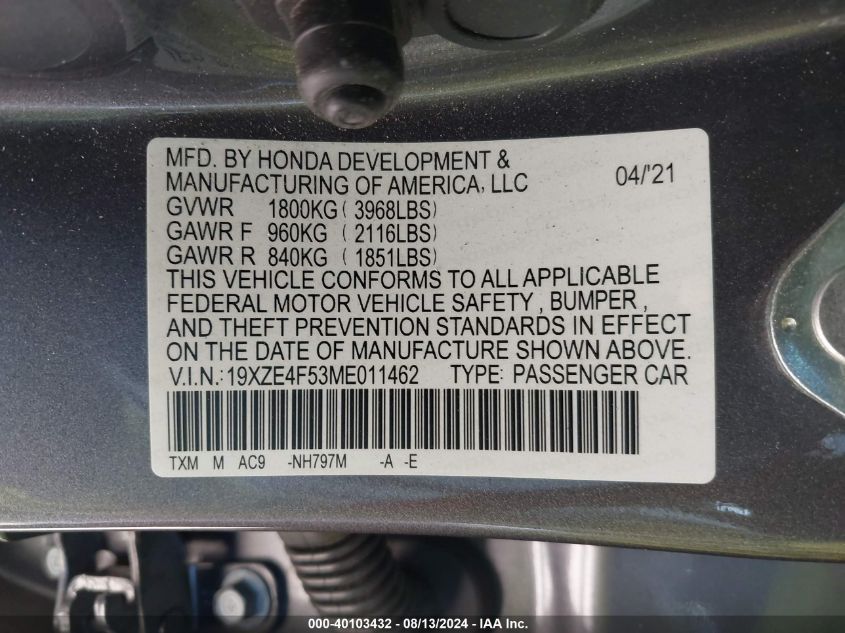 MFD. BY HONDA DEVELOPMENT &
MANUFACTURING OF AMERICA, LLC 04/'21
GVWR 1800KG ( 3968LBS)
GAWR F 960KG ( 2116LBS)
GAWR R 840KG ( 1851LBS)
THIS VEHICLE CONFORMS TO ALL APPLICABLE
FEDERAL MOTOR VEHICLE SAFETY , BUMPER ,
AND THEFT PREVENTION STANDARDS IN EFFECT
ON THE DATE OF MANUFACTURE SHOWN ABOVE.
V.I.N.:19XZE4F53ME011462 TYPE: PASSENGER CAR
TXM M AC9 -NH797M -A -E
000-40103432 - 08/13/2024 - IAA Inc.